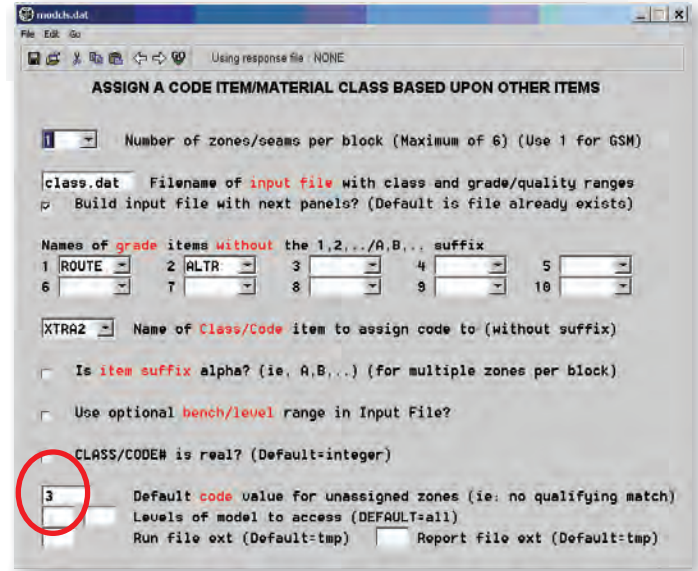 models.dat
File Edit Go
Using response file : NONE
ASSIGN A CODE ITEM/MATERIAL CLASS BASED UPON OTHER ITEMS
1 Number of zones/seams per block (Maximum of 6) (Use 1 for GSM)
class.dat Filename of input file with class and grade/quality ranges
Build input file with next panels? (Default is file already exists)
Names of grade items without the 1,2,../A,B,.. suffix
1 ROUTE 2 ALTR 3 4 5
6 7 8 9 10
XTRA2 Name of Class/Code item to assign code to (without suffix)
Is item suffix alpha? (ie, A,B,..) (for multiple zones per block)
Use optional bench/level range in Input File?
CLASS/CODE# is real? (Default=integer)
3 Default code value for unassigned zones (ie: no qualifying match)
Levels of model to access (DEFAULT=all)
Run file ext (Default=tmp) Report file ext (Default=tmp)